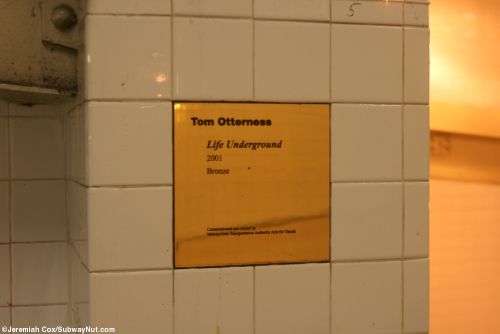 5
Tom Otterness
Life Underground
2001
Bronze
Commissioned and owned by
Metropolitan Transportation Authority Arts for Transit
©Jeremiah Cox/SubwayNut.com